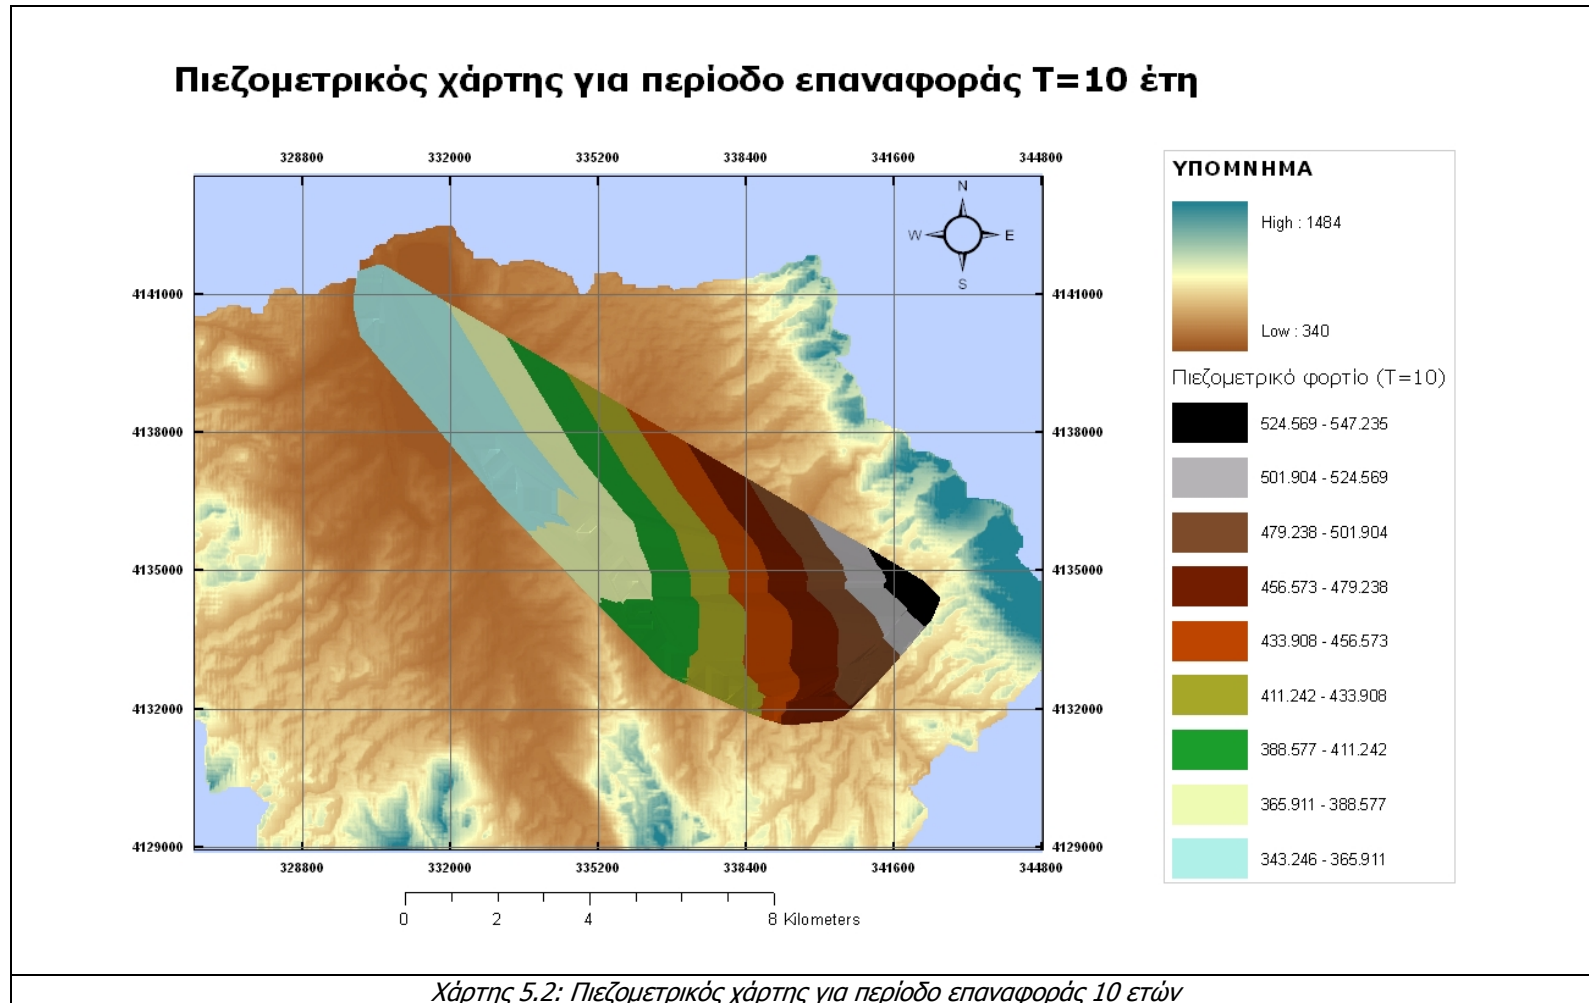 Πιεζομετρικός χάρτης για περίοδο επαναφοράς Τ=10 έτη
328800 332000 335200 338400 341600 344800
N
W E
S
4141000 4141000
4138000 4138000
4135000 4135000
4132000 4132000
4129000 4129000
328800 332000 335200 338400 341600 344800
0 2 4 8 Kilometers
ΥΠΟΜΝΗΜΑ
High : 1484
Low : 340
Πιεζομετρικό φορτίο (Τ=10)
524.569 - 547.235
501.904 - 524.569
479.238 - 501.904
456.573 - 479.238
433.908 - 456.573
411.242 - 433.908
388.577 - 411.242
365.911 - 388.577
343.246 - 365.911
Χάρτης 5.2: Πιεζομετρικός χάρτης για περίοδο επαναφοράς 10 ετών